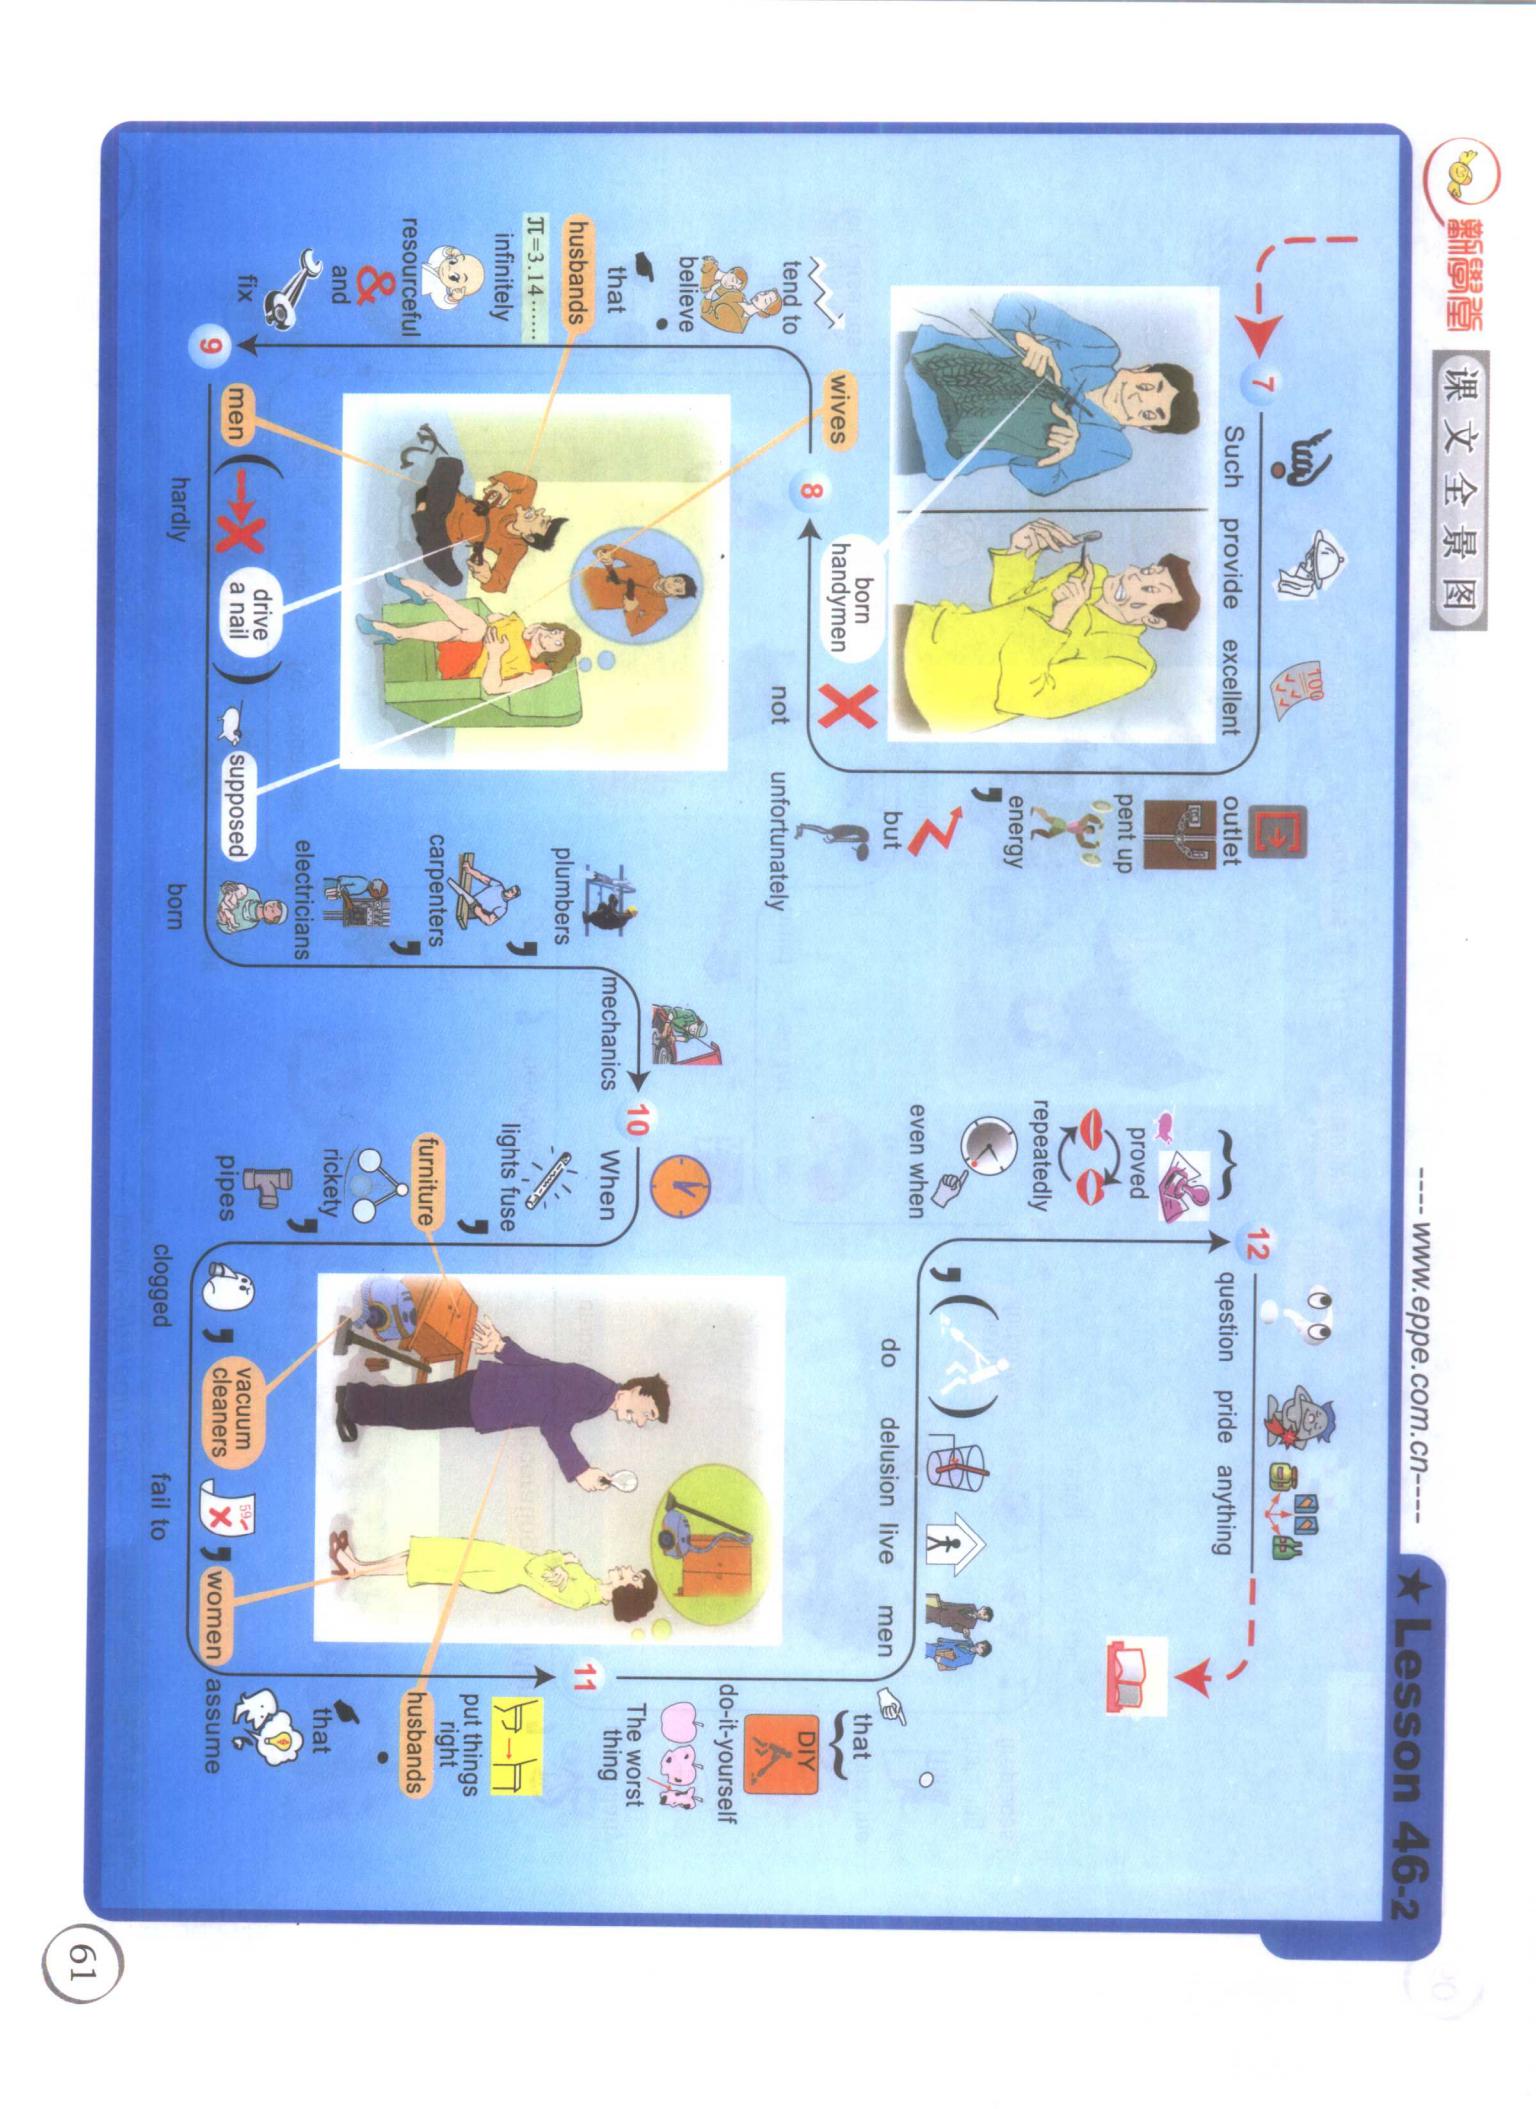 新學堂
课文全景图
---- www.eppe.com.cn----
★ Lesson 46-2
7
Such provide excellent
100
outlet
pent up
energy
,
but
unfortunately
not
born
handymen
8
wives
tend to
believe
that
husbands
π=3.14······
infinitely
resourceful
&
and
fix
9
men
(
hardly
drive
a nail
)
supposed
born
electricians
,
carpenters
,
plumbers
mechanics
10
When
lights fuse
,
furniture
rickety
,
pipes
clogged
,
vacuum
cleaners
59
fail to
,
women
assume
that
husbands
put things
right
11
The worst
thing
DIY
do-it-yourself
that
{
men
live
delusion
(
do
)
,
even when
repeatedly
proved
}
12
question pride anything
61